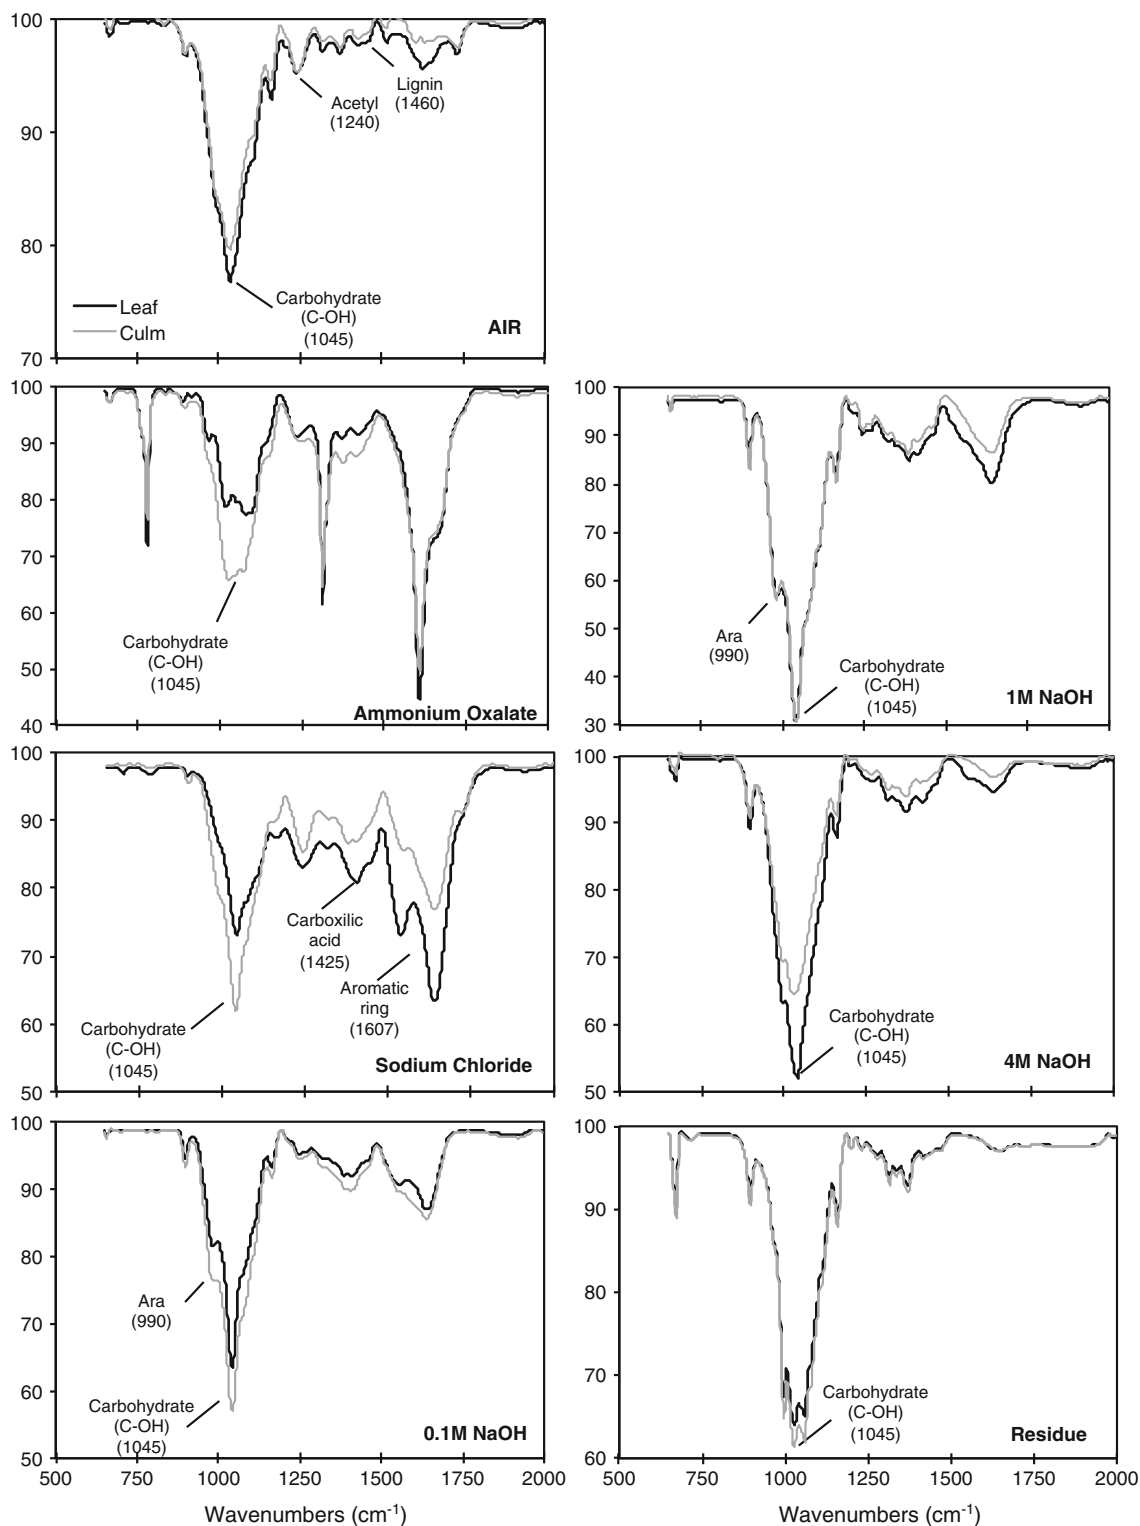 100
90
80
70
Acetyl
(1240)
Lignin
(1460)
Carbohydrate
(C-OH)
(1045)
Leaf
Culm
AIR
100
90
80
70
60
50
40
Carbohydrate
(C-OH)
(1045)
Ammonium Oxalate
100
90
80
70
60
50
40
30
Ara
(990)
Carbohydrate
(C-OH)
(1045)
1M NaOH
100
90
80
70
60
50
Carboxilic
acid
(1425)
Aromatic
ring
(1607)
Carbohydrate
(C-OH)
(1045)
Sodium Chloride
100
90
80
70
60
50
Carbohydrate
(C-OH)
(1045)
4M NaOH
100
90
80
70
60
50
Ara
(990)
Carbohydrate
(C-OH)
(1045)
0.1M NaOH
500 750 1000 1250 1500 1750 2000
Wavenumbers (cm-1)
100
90
80
70
60
Carbohydrate
(C-OH)
(1045)
Residue
500 750 1000 1250 1500 1750 2000
Wavenumbers (cm-1)